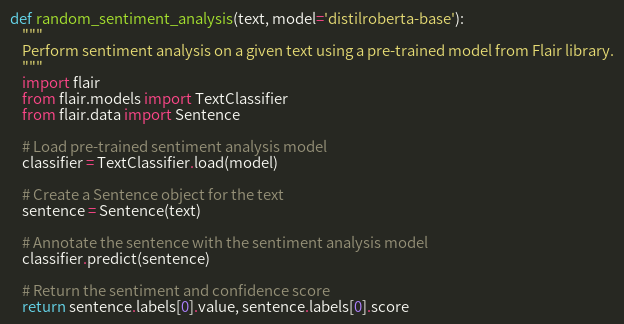 def random_sentiment_analysis(text, model='distilroberta-base'):
    """
    Perform sentiment analysis on a given text using a pre-trained model from Flair library.
    """
    import flair
    from flair.models import TextClassifier
    from flair.data import Sentence

    # Load pre-trained sentiment analysis model
    classifier = TextClassifier.load(model)

    # Create a Sentence object for the text
    sentence = Sentence(text)

    # Annotate the sentence with the sentiment analysis model
    classifier.predict(sentence)

    # Return the sentiment and confidence score
    return sentence.labels[0].value, sentence.labels[0].score